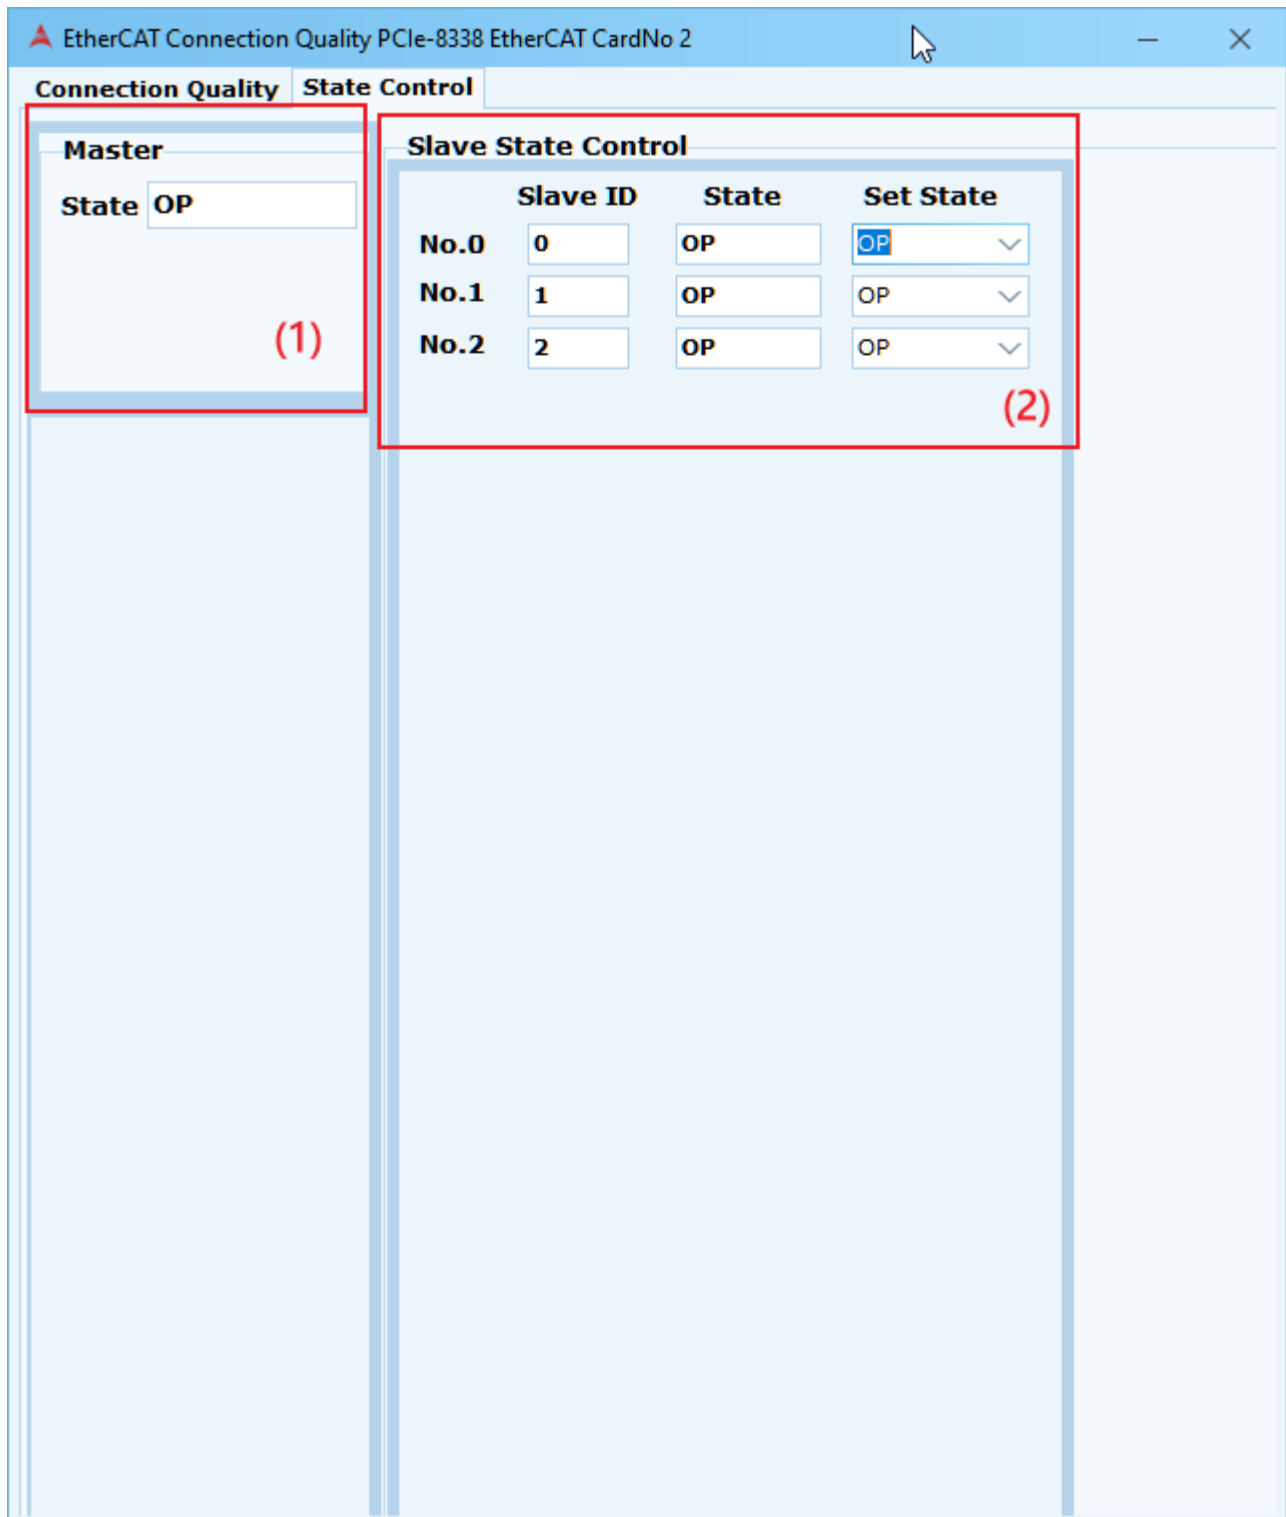 EtherCAT Connection Quality PCIe-8338 EtherCAT CardNo 2
Connection Quality State Control
Master
State OP
(1)
Slave State Control
Slave ID State Set State
No.0 0 OP OP
No.1 1 OP OP
No.2 2 OP OP
(2)